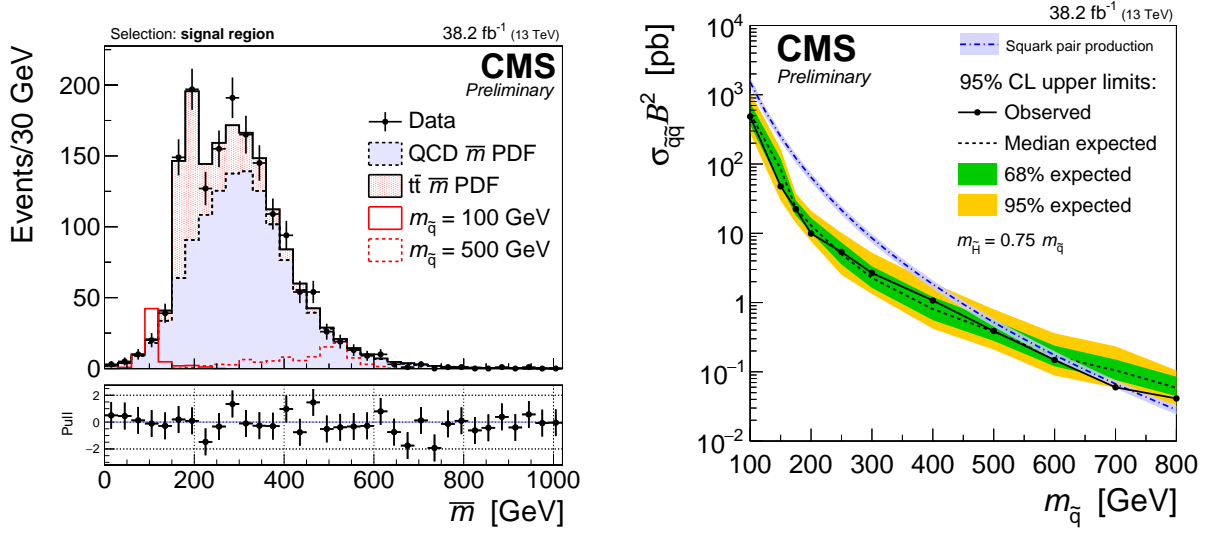 Selection: signal region 38.2 fb⁻¹ (13 TeV)
CMS
Preliminary
Events/30 GeV
200
150
100
50
0
Data
QCD m̅ PDF
tt̅ m̅ PDF
m_q̃ = 100 GeV
m_q̃ = 500 GeV
Pull
2
0
−2
0 200 400 600 800 1000
m̅ [GeV]
38.2 fb⁻¹ (13 TeV)
CMS
Preliminary
σ_q̃q̃ B² [pb]
10⁴
10³
10²
10
1
10⁻¹
10⁻²
Squark pair production
95% CL upper limits:
Observed
Median expected
68% expected
95% expected
m_H̃ = 0.75 m_q̃
100 200 300 400 500 600 700 800
m_q̃ [GeV]